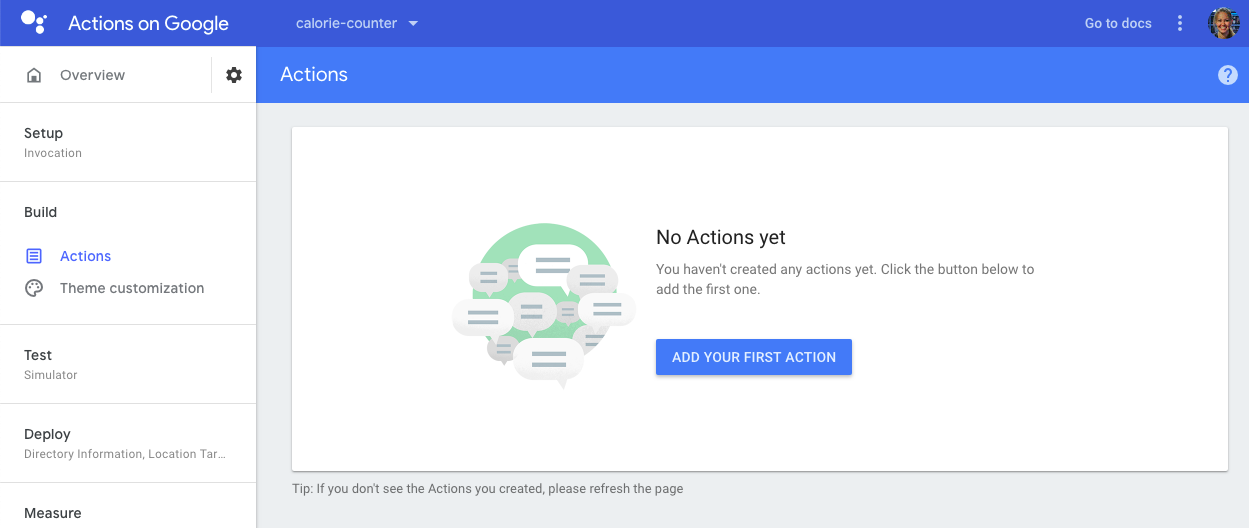 Actions on Google
calorie-counter
Go to docs
Overview
Actions
?
Setup
Invocation
Build
Actions
Theme customization
Test
Simulator
Deploy
Directory Information, Location Tar...
Measure
No Actions yet
You haven't created any actions yet. Click the button below to
add the first one.
ADD YOUR FIRST ACTION
Tip: If you don't see the Actions you created, please refresh the page